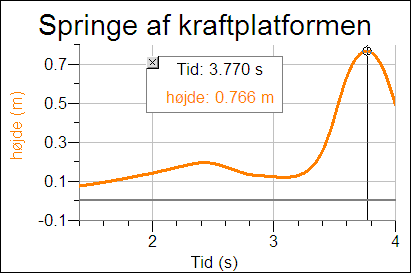 Springe af kraftplatformen
Tid: 3.770 s
højde: 0.766 m
højde (m)
0.7
0.5
0.3
0.1
-0.1
2
3
4
Tid (s)